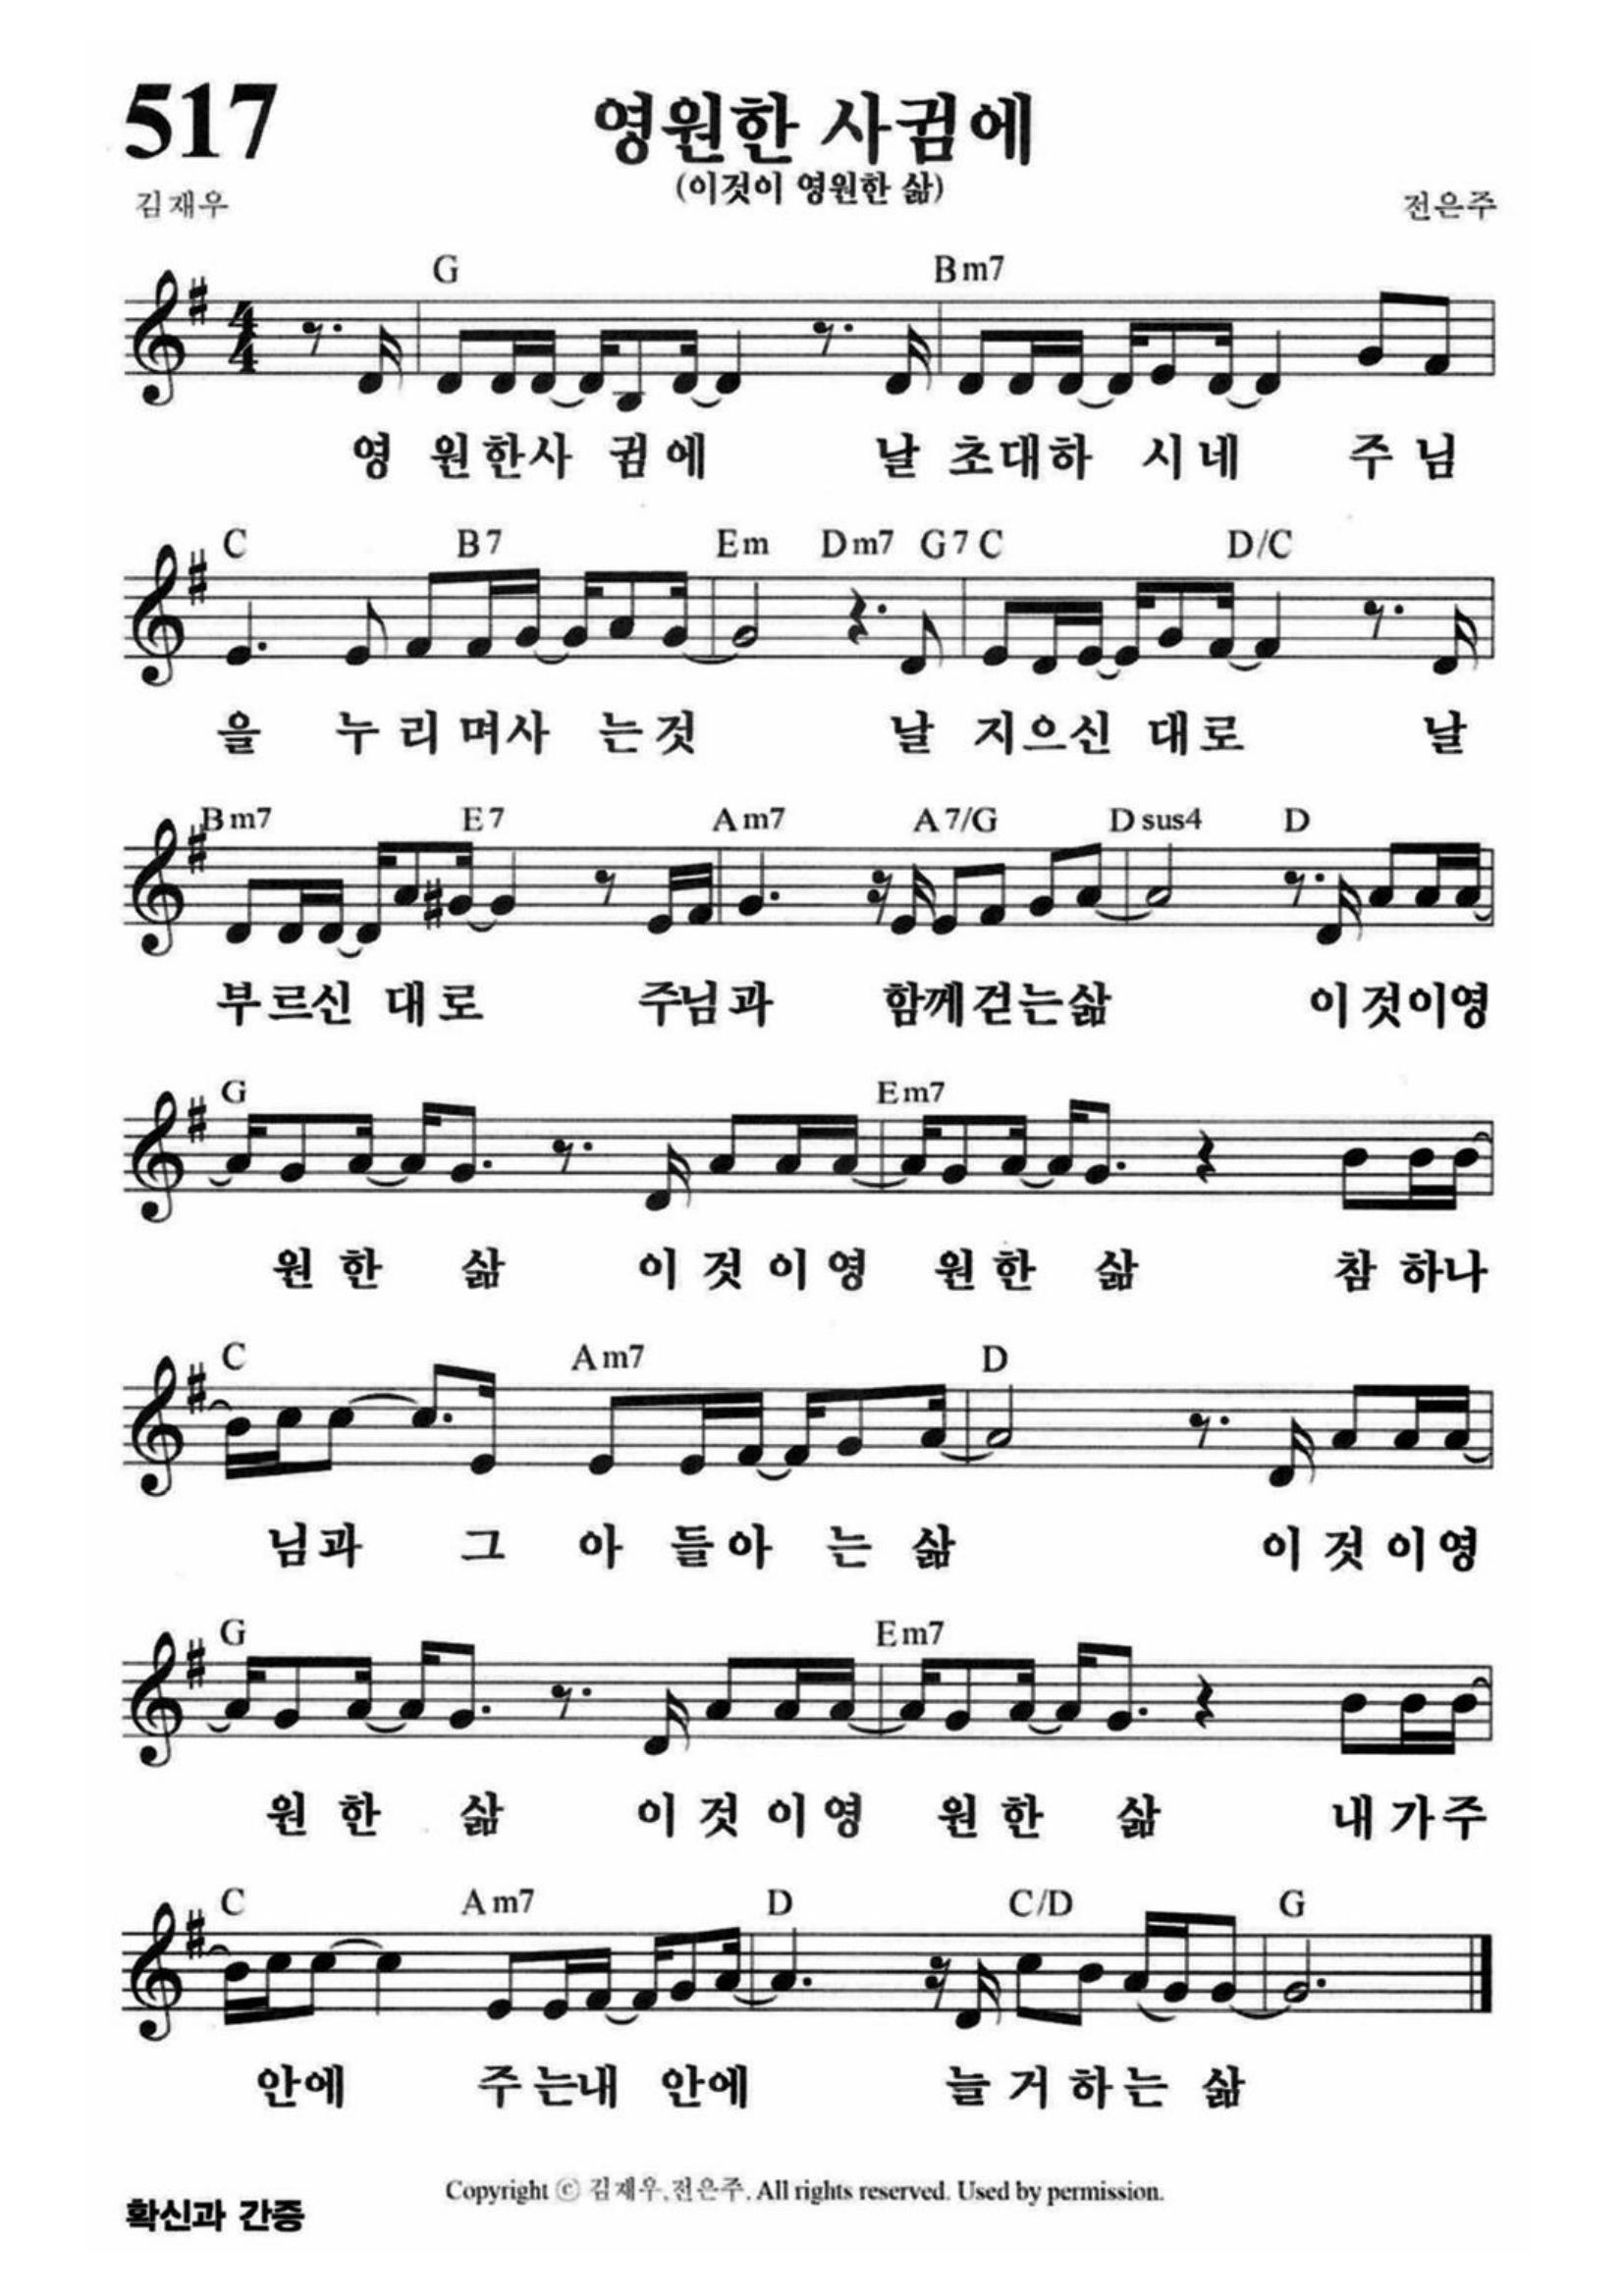 517
영원한 사귐에
(이것이 영원한 삶)
김재우
전은주
G Bm7
영 원한사 귐에 날 초대하 시네 주님
C B7 Em Dm7 G7 C D/C
을 누리며사 는것 날 지으신 대로 날
Bm7 E7 Am7 A7/G Dsus4 D
부르신 대로 주님과 함께걷는삶 이것이영
G Em7
원한 삶 이것이영 원한 삶 참하나
C Am7 D
님과 그 아들아 는 삶 이것이영
G Em7
원한 삶 이것이영 원한 삶 내가주
C Am7 D C/D G
안에 주는내 안에 늘거하는 삶
Copyright ⓒ 김재우,전은주. All rights reserved. Used by permission.
확신과 간증